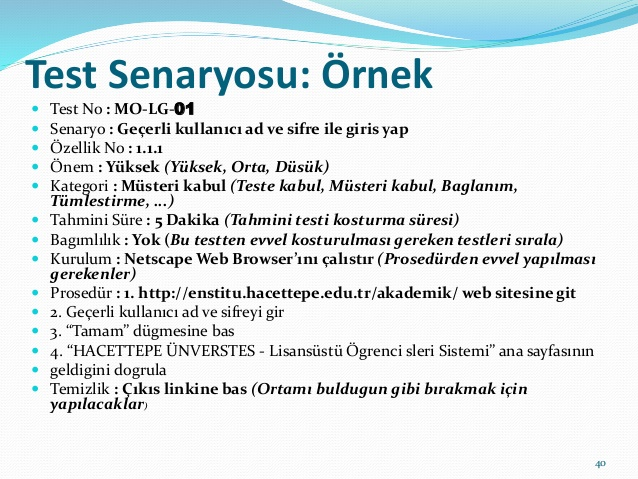 Test Senaryosu: Örnek
Test No : MO-LG-01
Senaryo : Geçerli kullanıcı ad ve sifre ile giris yap
Özellik No : 1.1.1
Önem : Yüksek (Yüksek, Orta, Düsük)
Kategori : Müsteri kabul (Teste kabul, Müsteri kabul, Baglanım,
Tümlestirme, ...)
Tahmini Süre : 5 Dakika (Tahmini testi kosturma süresi)
Bagımlılık : Yok (Bu testten evvel kosturulması gereken testleri sırala)
Kurulum : Netscape Web Browser’ını çalıstır (Prosedürden evvel yapılması
gerekenler)
Prosedür : 1. http://enstitu.hacettepe.edu.tr/akademik/ web sitesine git
2. Geçerli kullanıcı ad ve sifreyi gir
3. “Tamam” dügmesine bas
4. “HACETTEPE ÜNVERSTES - Lisansüstü Ögrenci sleri Sistemi” ana sayfasının
geldigini dogrula
Temizlik : Çıkıs linkine bas (Ortamı buldugun gibi bırakmak için
yapılacaklar)
40